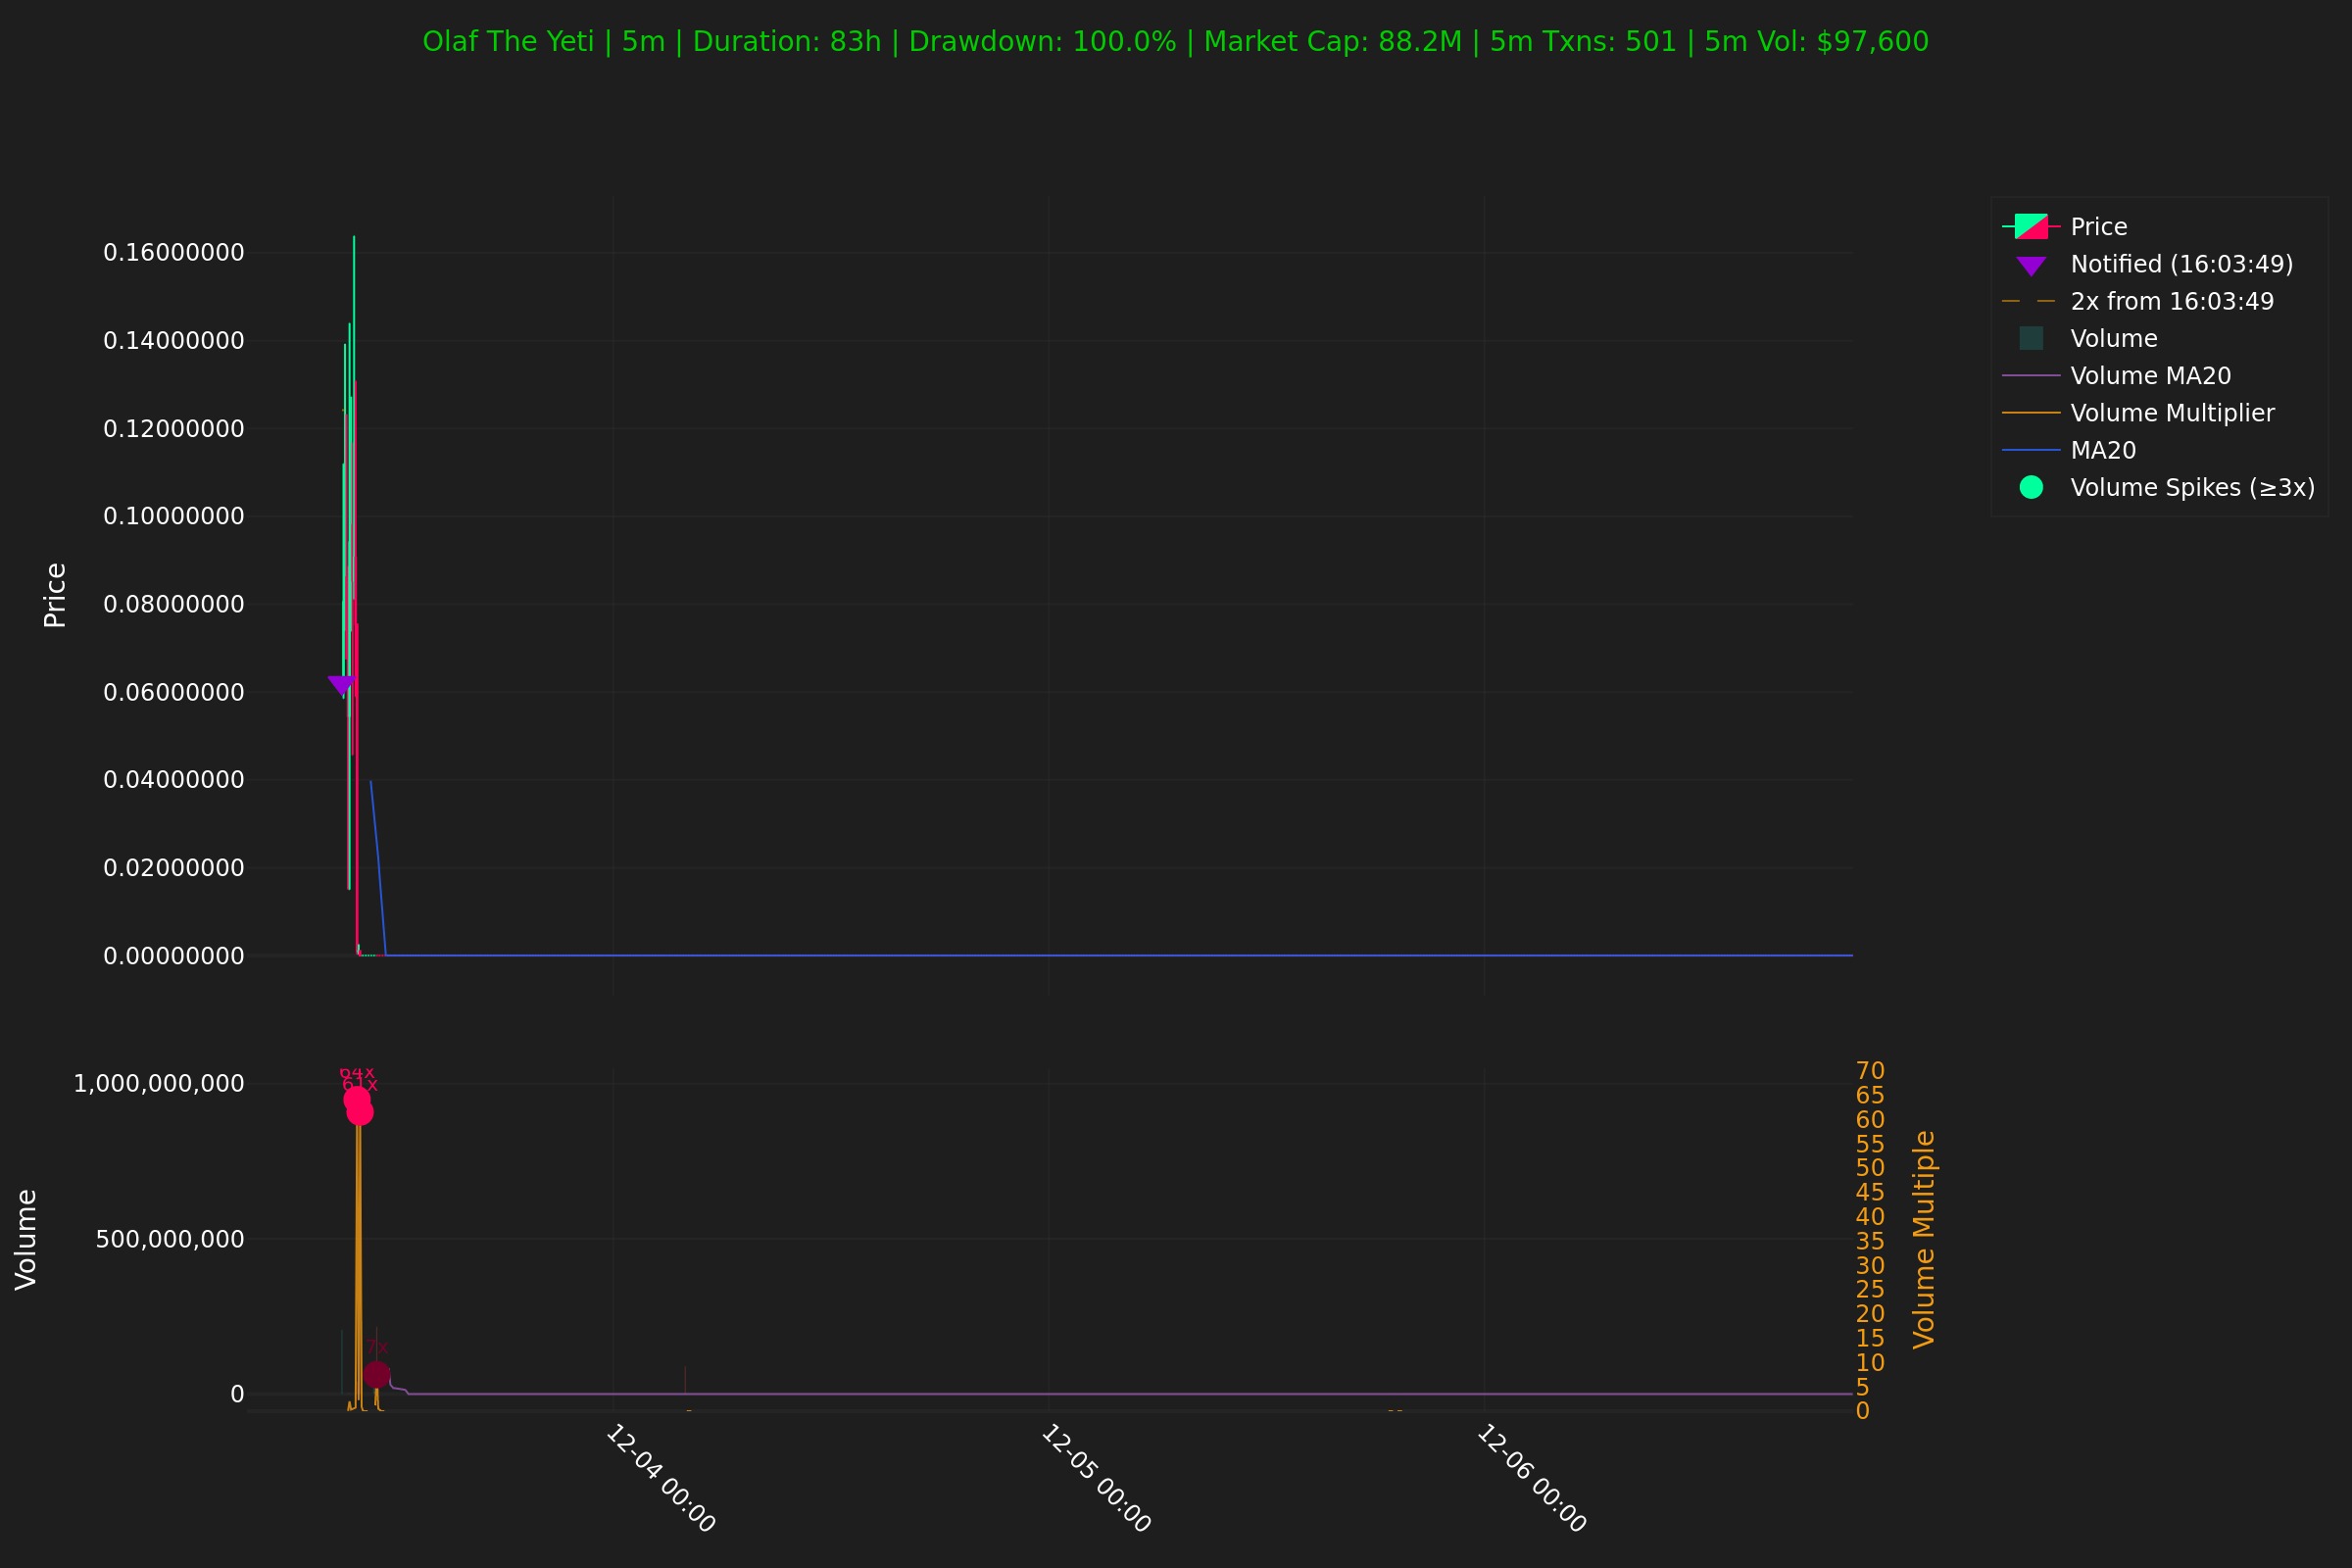 Olaf The Yeti | 5m | Duration: 83h | Drawdown: 100.0% | Market Cap: 88.2M | 5m Txns: 501 | 5m Vol: $97,600
Price
0.16000000
0.14000000
0.12000000
0.10000000
0.08000000
0.06000000
0.04000000
0.02000000
0.00000000
Price
Notified (16:03:49)
2x from 16:03:49
Volume
Volume MA20
Volume Multiplier
MA20
Volume Spikes (≥3x)
Volume
1,000,000,000
500,000,000
0
64x
61x
7x
70
65
60
55
50
45
40
35
30
25
20
15
10
5
0
Volume Multiple
12-04 00:00
12-05 00:00
12-06 00:00